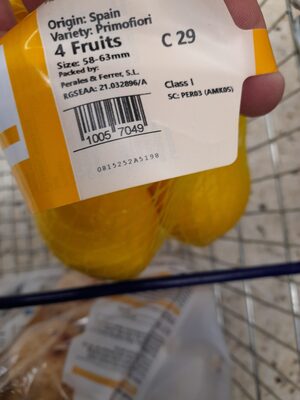 Origin: Spain
Variety: Primofiori
4 Fruits
Size: 58-63mm
Packed by:
Perales & Ferrer, S.L.
RGSEAA: 21.032896/A
C 29
Class I
SC: PER03 (AMK05)
1005 7049
0815252A5198